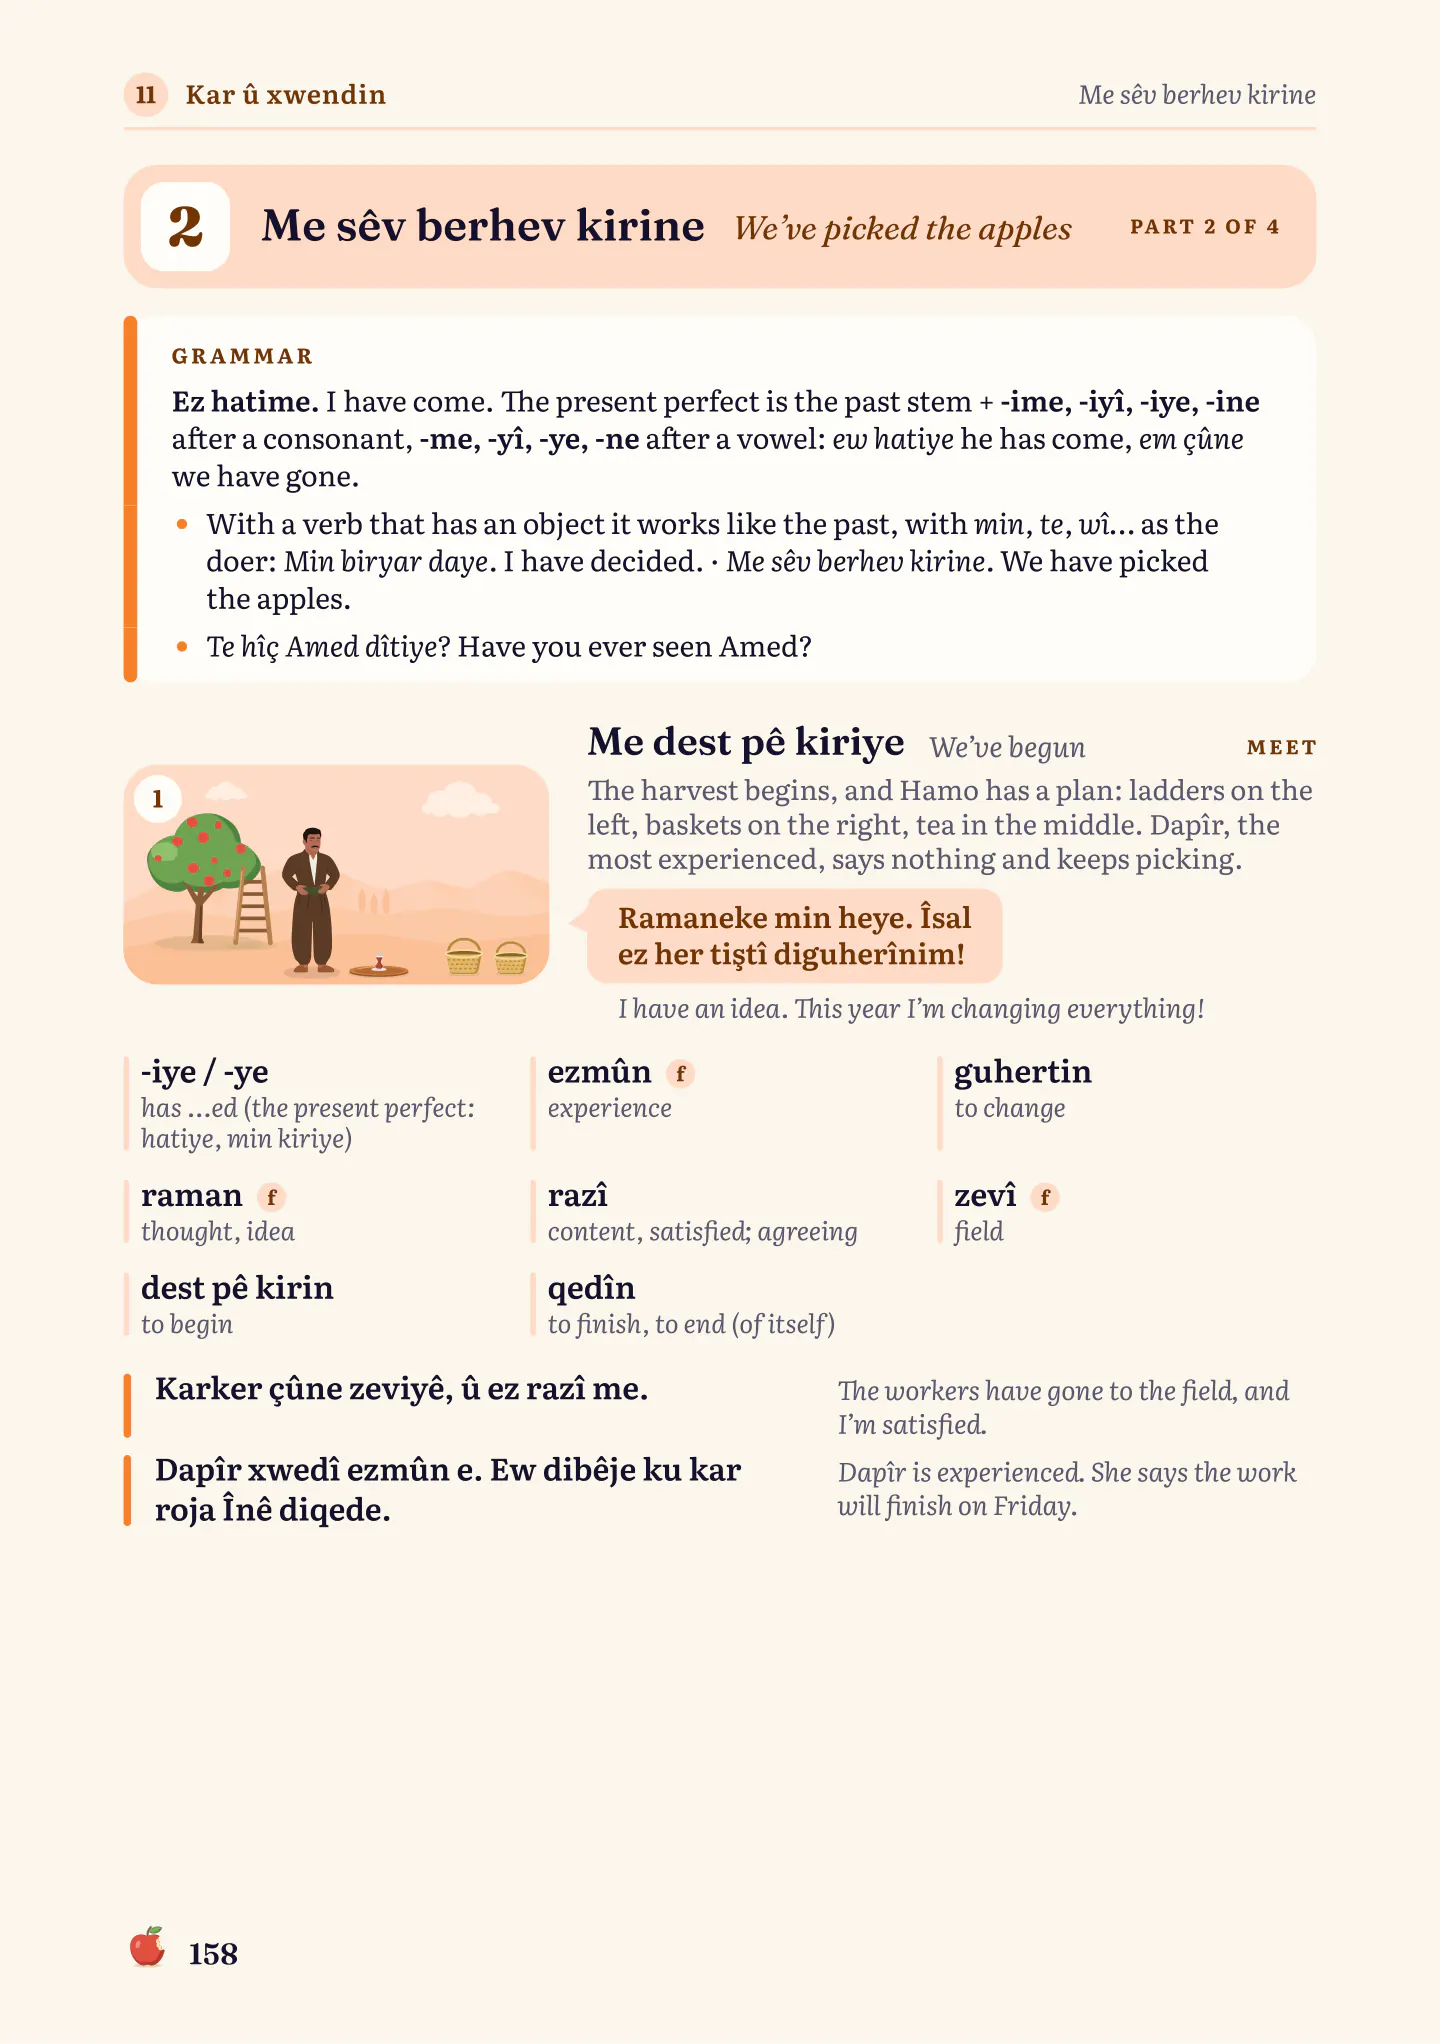 11 Kar û xwendin
Me sêv berhev kirine
2 Me sêv berhev kirine We’ve picked the apples PART 2 OF 4
GRAMMAR
Ez hatime. I have come. The present perfect is the past stem + -ime, -iyî, -iye, -ine
after a consonant, -me, -yî, -ye, -ne after a vowel: ew hatiye he has come, em çûne
we have gone.
• With a verb that has an object it works like the past, with min, te, wî… as the
doer: Min biryar daye. I have decided. · Me sêv berhev kirine. We have picked
the apples.
• Te hîç Amed dîtiye? Have you ever seen Amed?
Me dest pê kiriye We’ve begun MEET
1
The harvest begins, and Hamo has a plan: ladders on the
left, baskets on the right, tea in the middle. Dapîr, the
most experienced, says nothing and keeps picking.
Ramaneke min heye. Îsal
ez her tiştî diguherînim!
I have an idea. This year I’m changing everything!
-iye / -ye
has …ed (the present perfect:
hatiye, min kiriye)
ezmûn f
experience
guhertin
to change
raman f
thought, idea
razî
content, satisfied; agreeing
zevî f
field
dest pê kirin
to begin
qedîn
to finish, to end (of itself)
Karker çûne zeviyê, û ez razî me.
The workers have gone to the field, and
I’m satisfied.
Dapîr xwedî ezmûn e. Ew dibêje ku kar
roja Înê diqede.
Dapîr is experienced. She says the work
will finish on Friday.
158